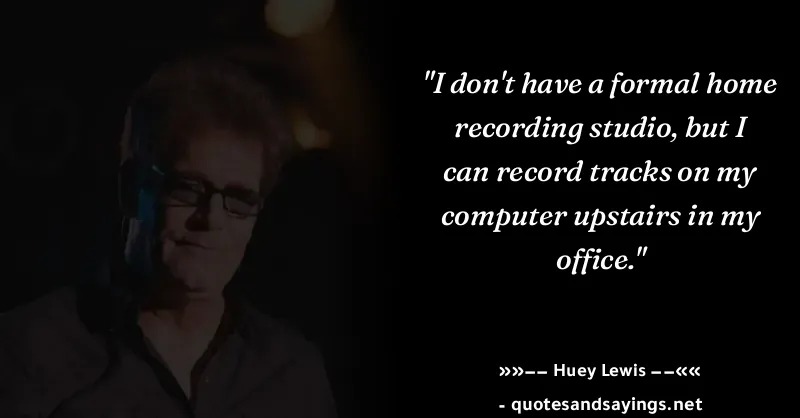 "I don't have a formal home
recording studio, but I
can record tracks on my
computer upstairs in my
office."
»»–– Huey Lewis ––««
- quotesandsayings.net